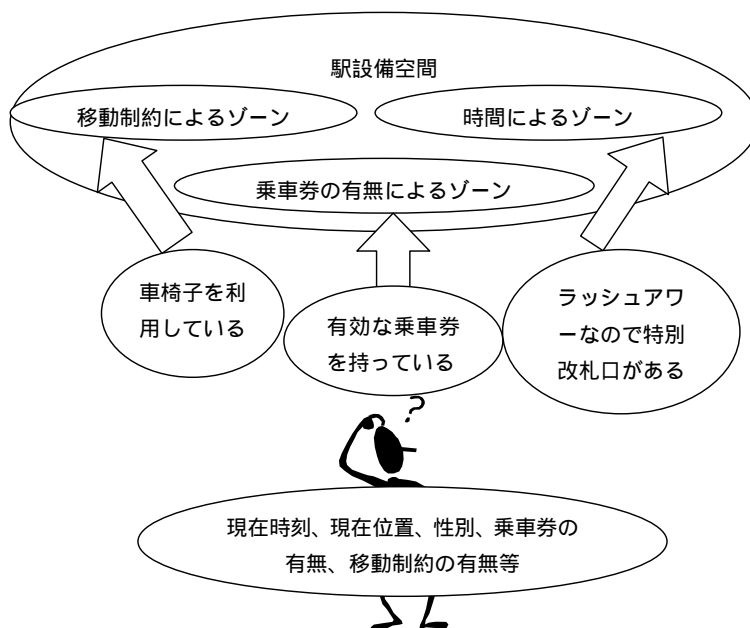 駅設備空間
移動制約によるゾーン
時間によるゾーン
乗車券の有無によるゾーン
車椅子を利
用している
有効な乗車券
を持っている
ラッシュアワ
ーなので特別
改札口がある
?
現在時刻、現在位置、性別、乗車券の
有無、移動制約の有無等